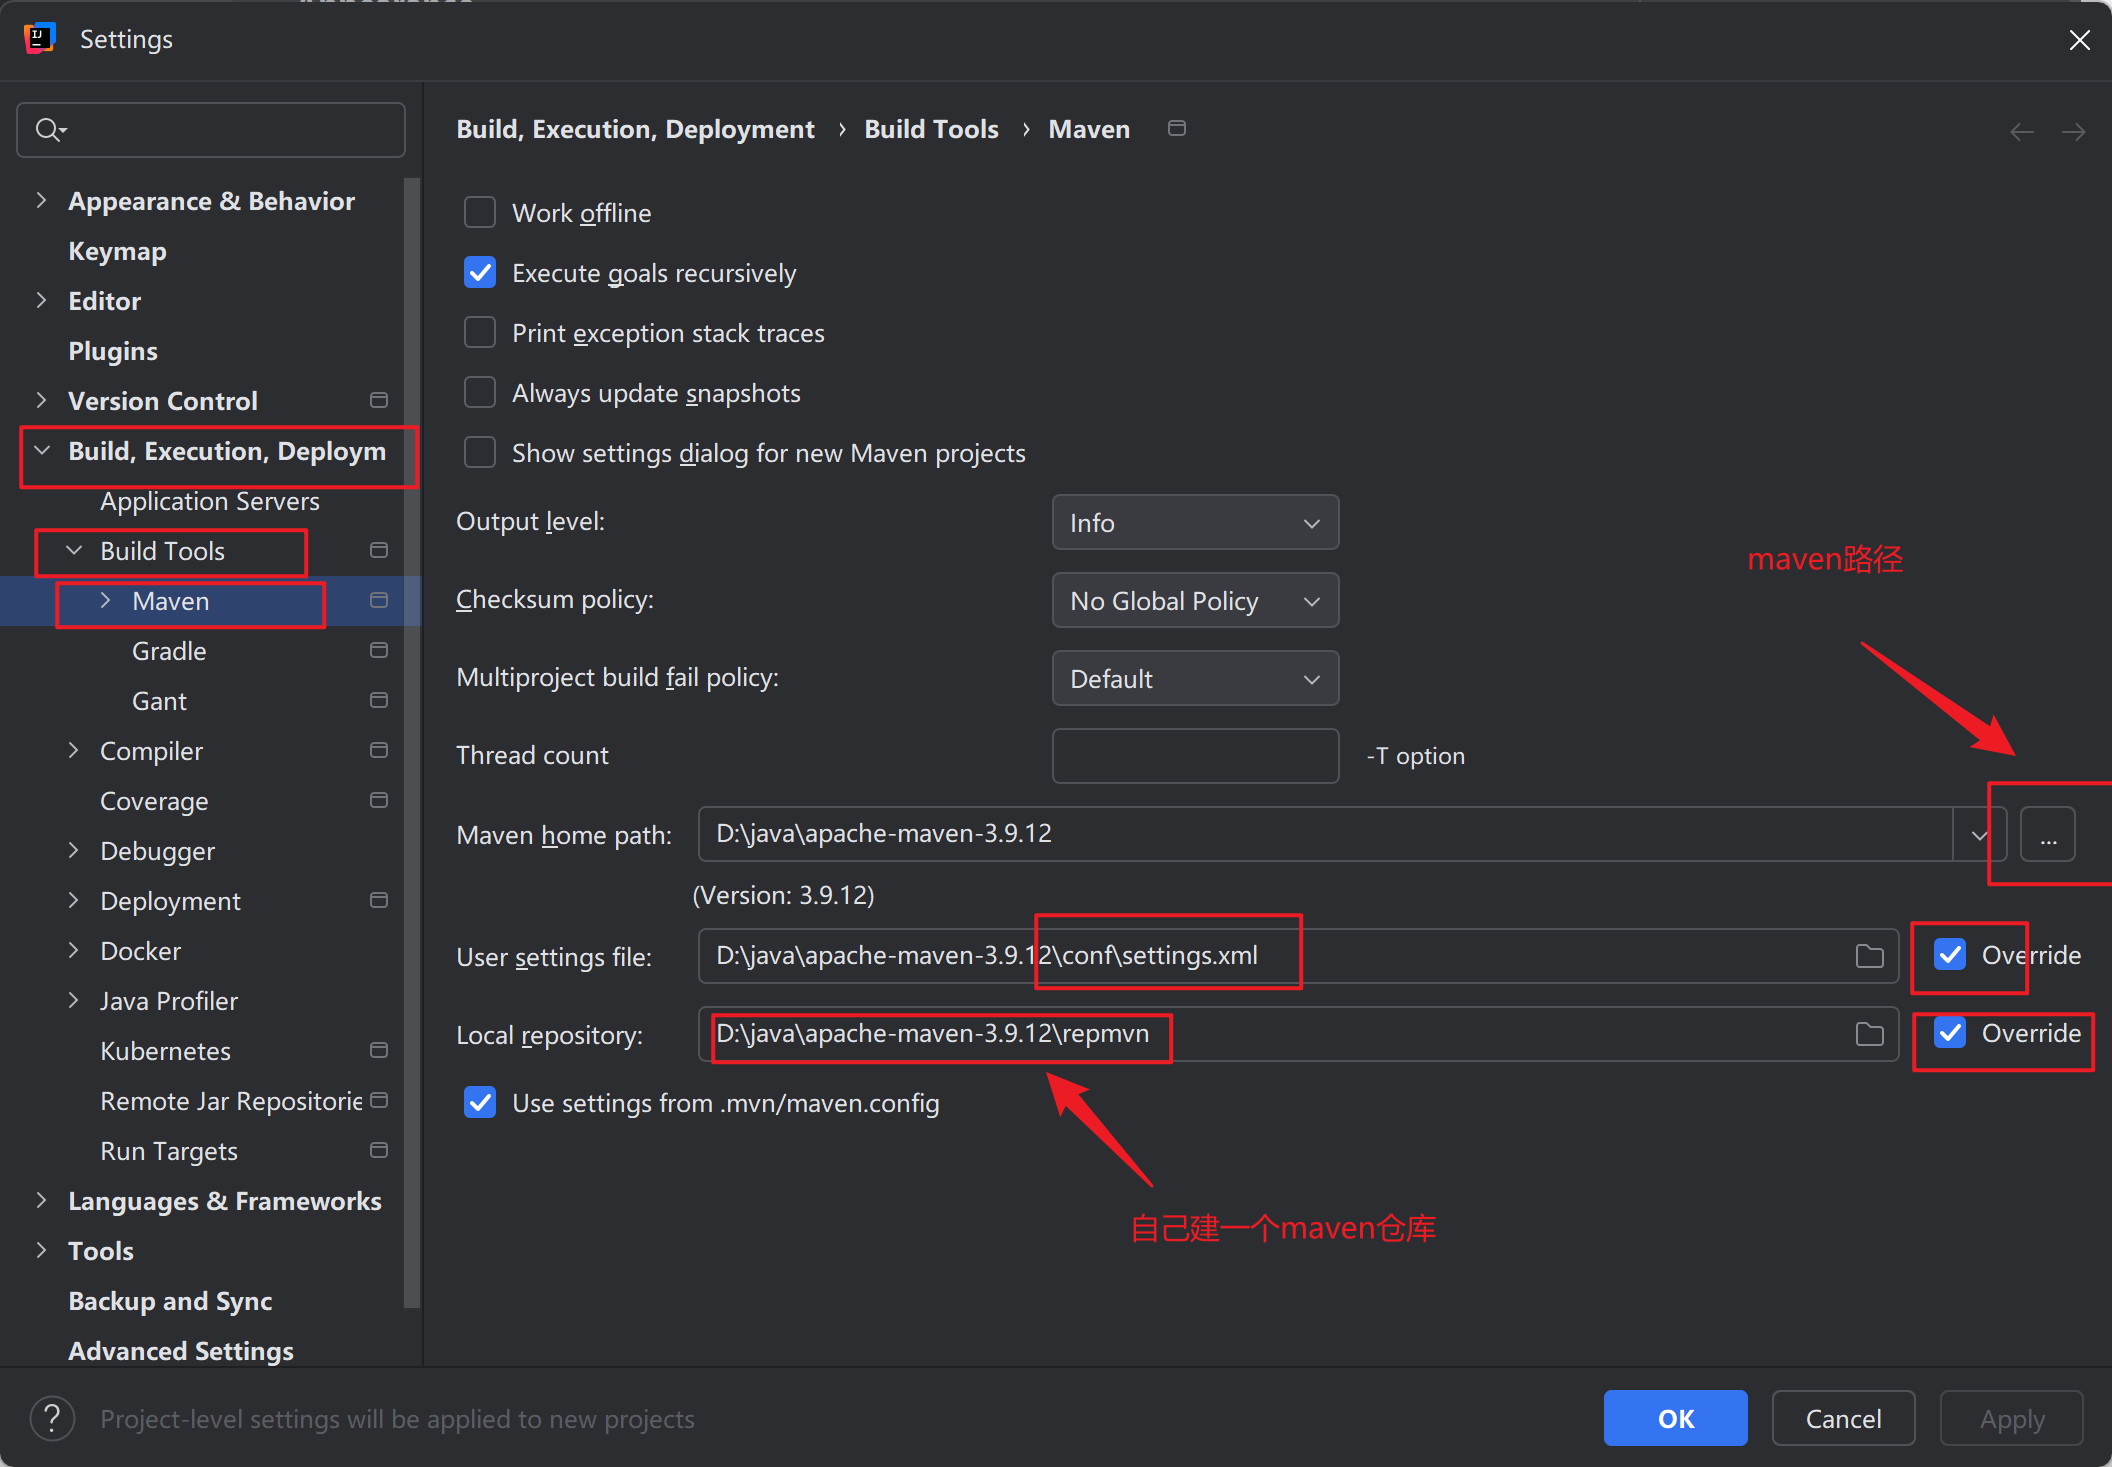 Settings
Build, Execution, Deployment › Build Tools › Maven
Appearance & Behavior
Keymap
Editor
Plugins
Version Control
Build, Execution, Deploym
Application Servers
Build Tools
Maven
Gradle
Gant
Compiler
Coverage
Debugger
Deployment
Docker
Java Profiler
Kubernetes
Remote Jar Repositorie
Run Targets
Languages & Frameworks
Tools
Backup and Sync
Advanced Settings
Work offline
Execute goals recursively
Print exception stack traces
Always update snapshots
Show settings dialog for new Maven projects
Output level: Info
Checksum policy: No Global Policy
Multiproject build fail policy: Default
Thread count -T option
maven路径
Maven home path: D:\java\apache-maven-3.9.12 ...
(Version: 3.9.12)
User settings file: D:\java\apache-maven-3.9.12\conf\settings.xml Override
Local repository: D:\java\apache-maven-3.9.12\repmvn Override
Use settings from .mvn/maven.config
自己建一个maven仓库
? Project-level settings will be applied to new projects
OK Cancel Apply